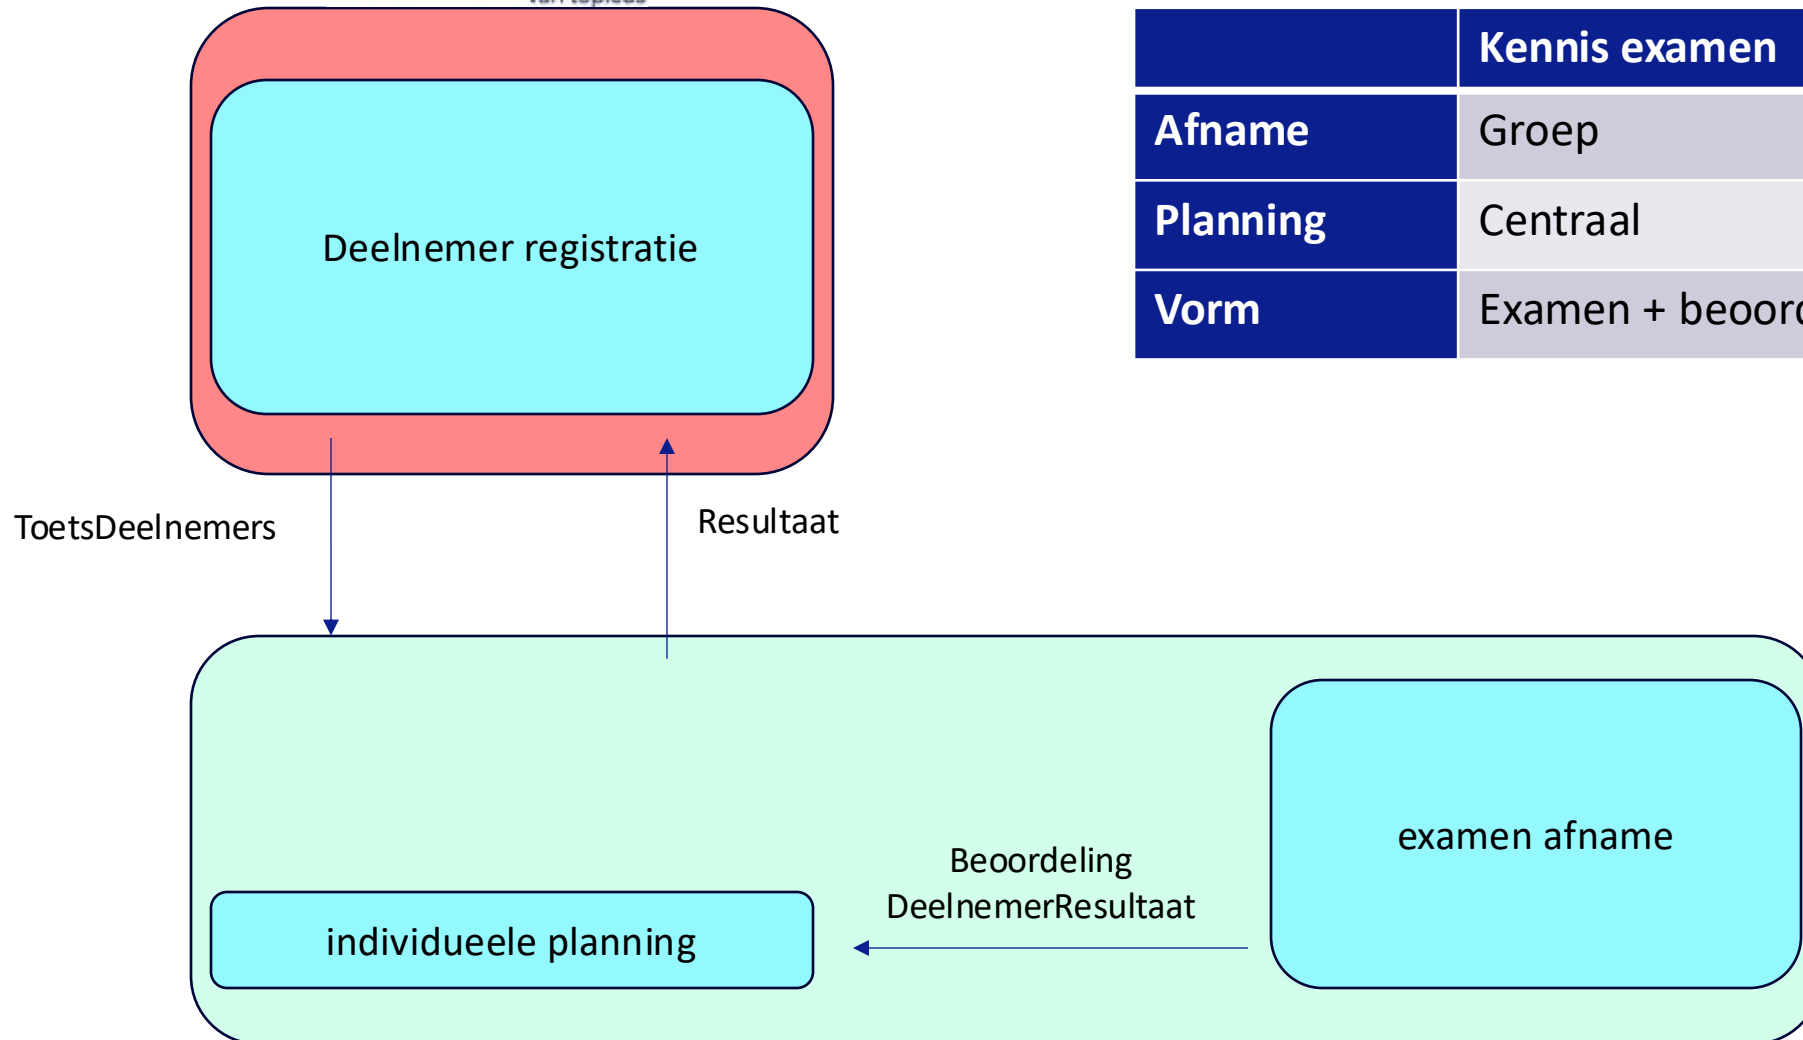 Kennis examen
Afname Groep
Planning Centraal
Vorm Examen + beoord
Deelnemer registratie
ToetsDeelnemers
Resultaat
examen afname
Beoordeling
DeelnemerResultaat
individueele planning